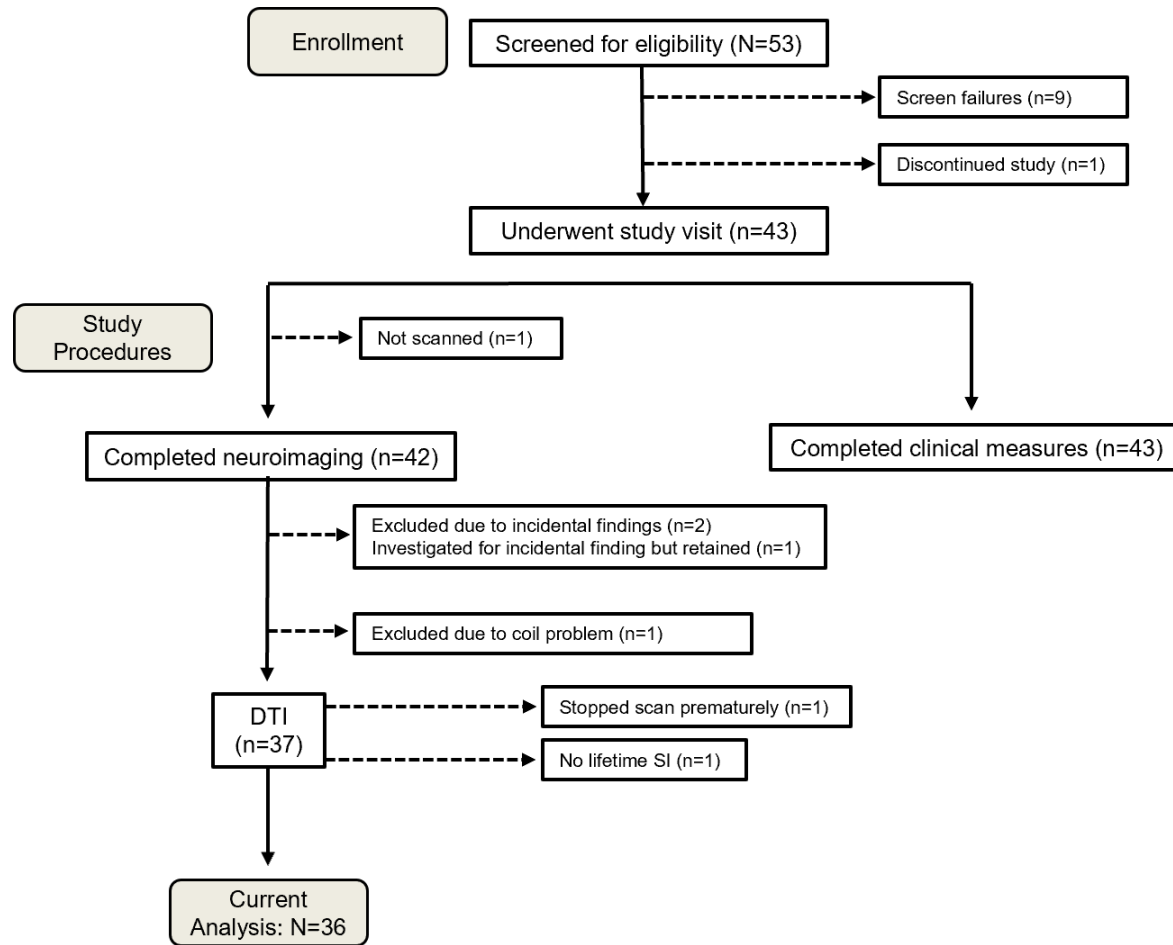 Enrollment
Screened for eligibility (N=53)
Screen failures (n=9)
Discontinued study (n=1)
Underwent study visit (n=43)
Study
Procedures
Not scanned (n=1)
Completed neuroimaging (n=42)
Completed clinical measures (n=43)
Excluded due to incidental findings (n=2)
Investigated for incidental finding but retained (n=1)
Excluded due to coil problem (n=1)
DTI
(n=37)
Stopped scan prematurely (n=1)
No lifetime SI (n=1)
Current
Analysis: N=36